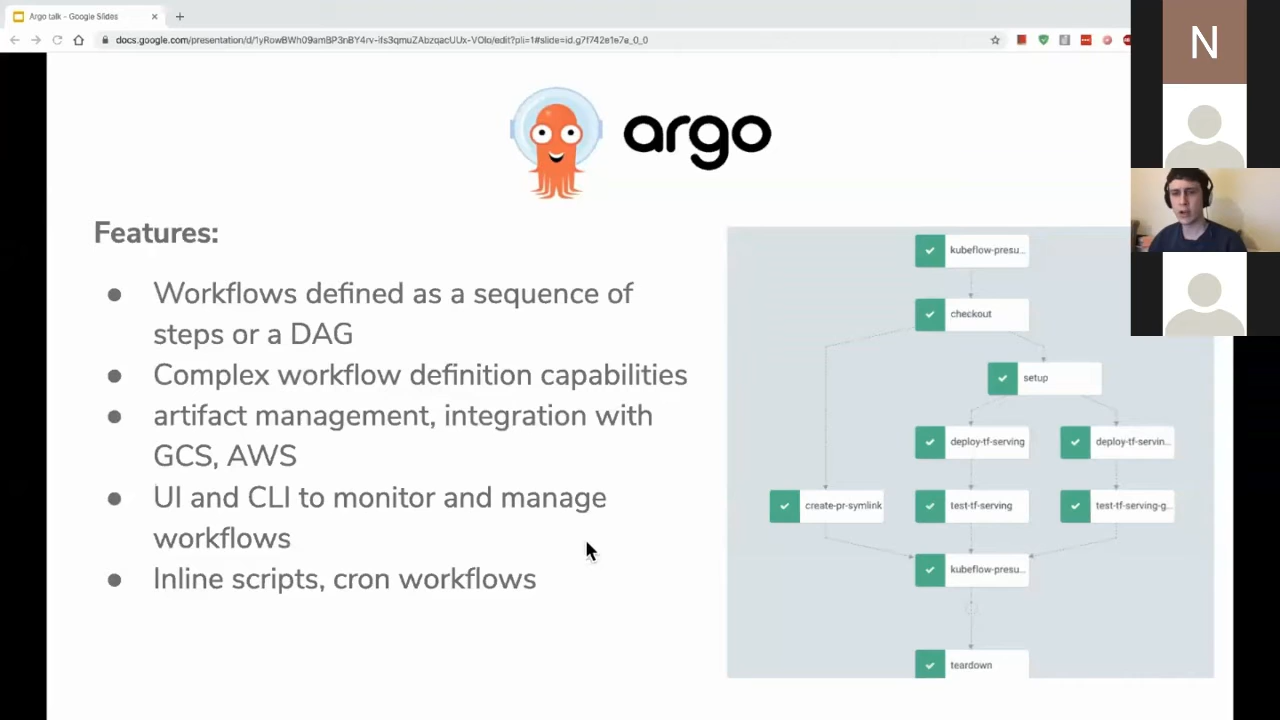 Argo talk - Google Slides
docs.google.com/presentation/d/1yRowBWh09amBP3nBY4rv-ifs3qmuZAbzqacUUx-VOlo/edit?pli=1#slide=id.g7f742e1e7e_0_0
N
argo
Features:
● Workflows defined as a sequence of
steps or a DAG
● Complex workflow definition capabilities
● artifact management, integration with
GCS, AWS
● UI and CLI to monitor and manage
workflows
● Inline scripts, cron workflows
kubeflow-presu...
checkout
setup
deploy-tf-serving
deploy-tf-servin...
create-pr-symlink
test-tf-serving
test-tf-serving-g...
kubeflow-presu...
teardown